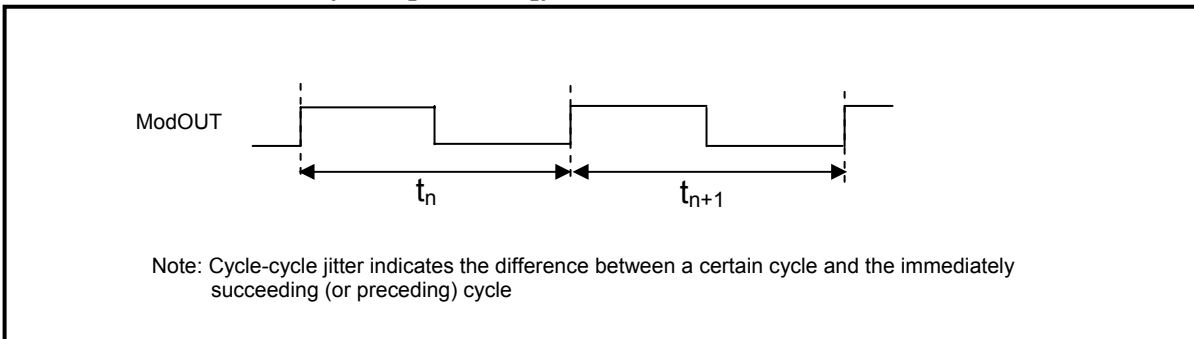 ModOUT
tn
tn+1
Note: Cycle-cycle jitter indicates the difference between a certain cycle and the immediately
succeeding (or preceding) cycle